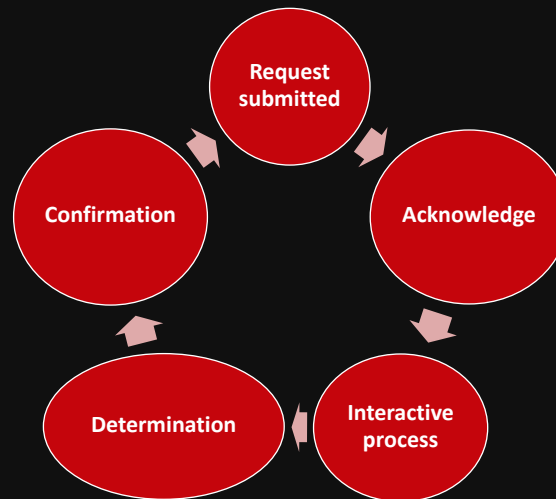 Request
submitted
Acknowledge
Interactive
process
Determination
Confirmation